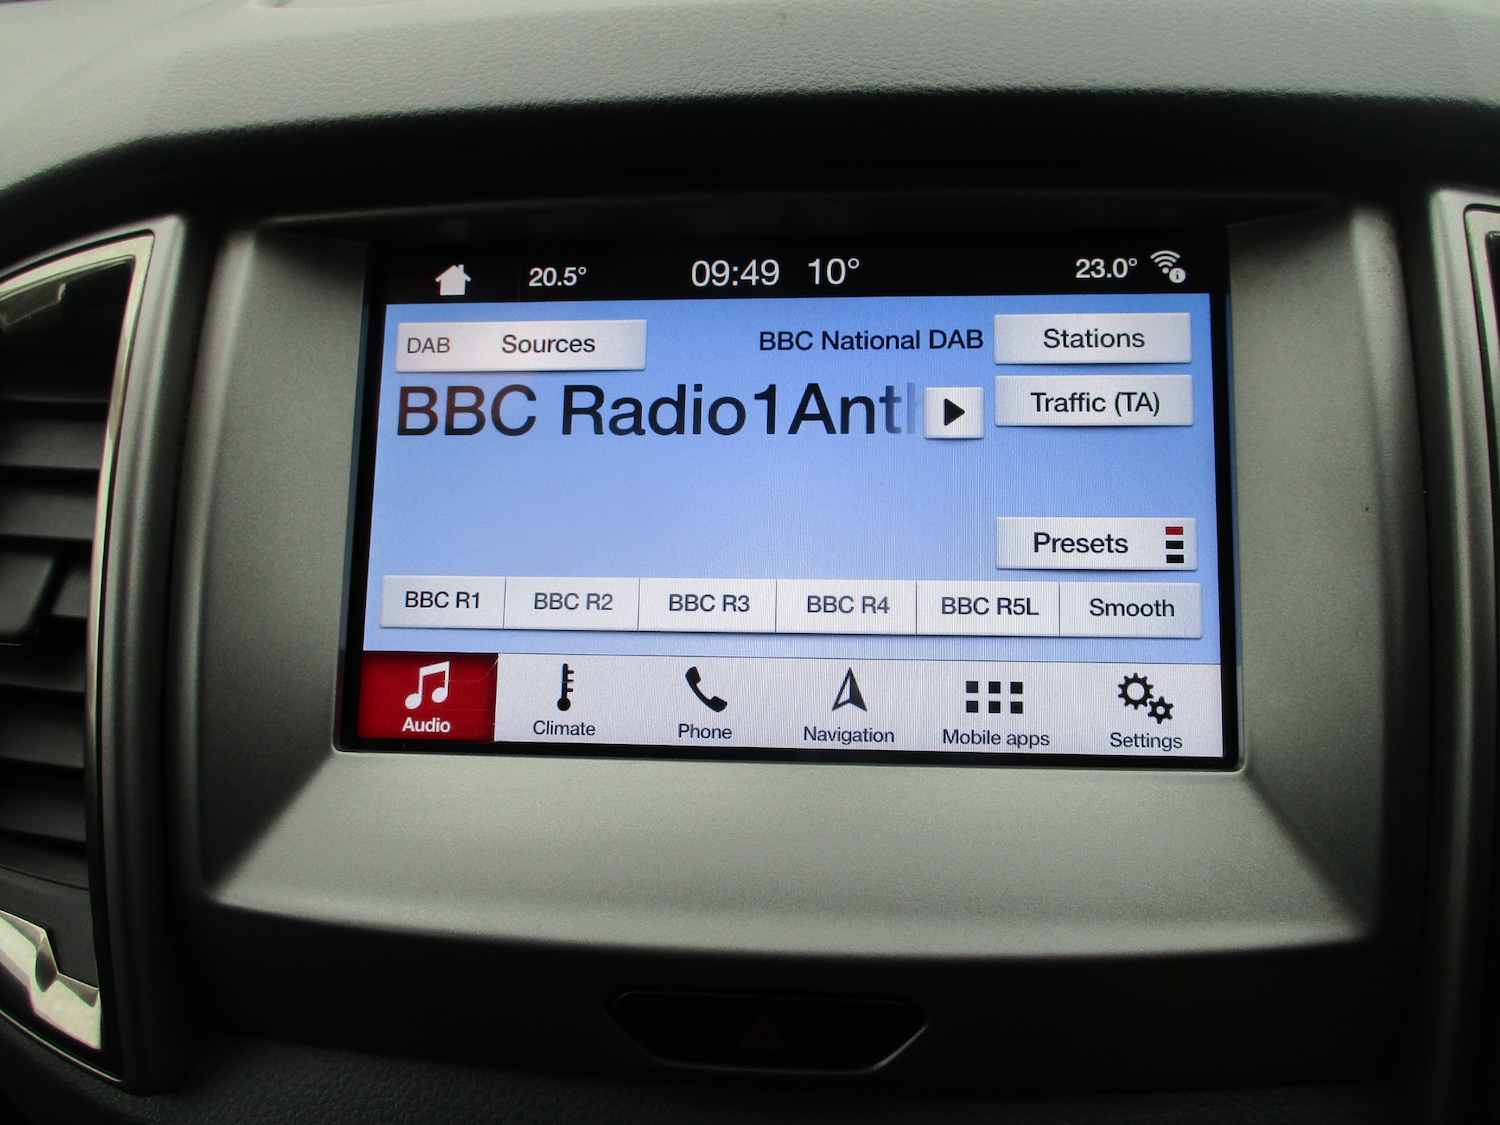 20.5° 09:49 10° 23.0°
DAB Sources BBC National DAB Stations
BBC Radio1Anth
Traffic (TA)
Presets
BBC R1 BBC R2 BBC R3 BBC R4 BBC R5L Smooth
Audio Climate Phone Navigation Mobile apps Settings